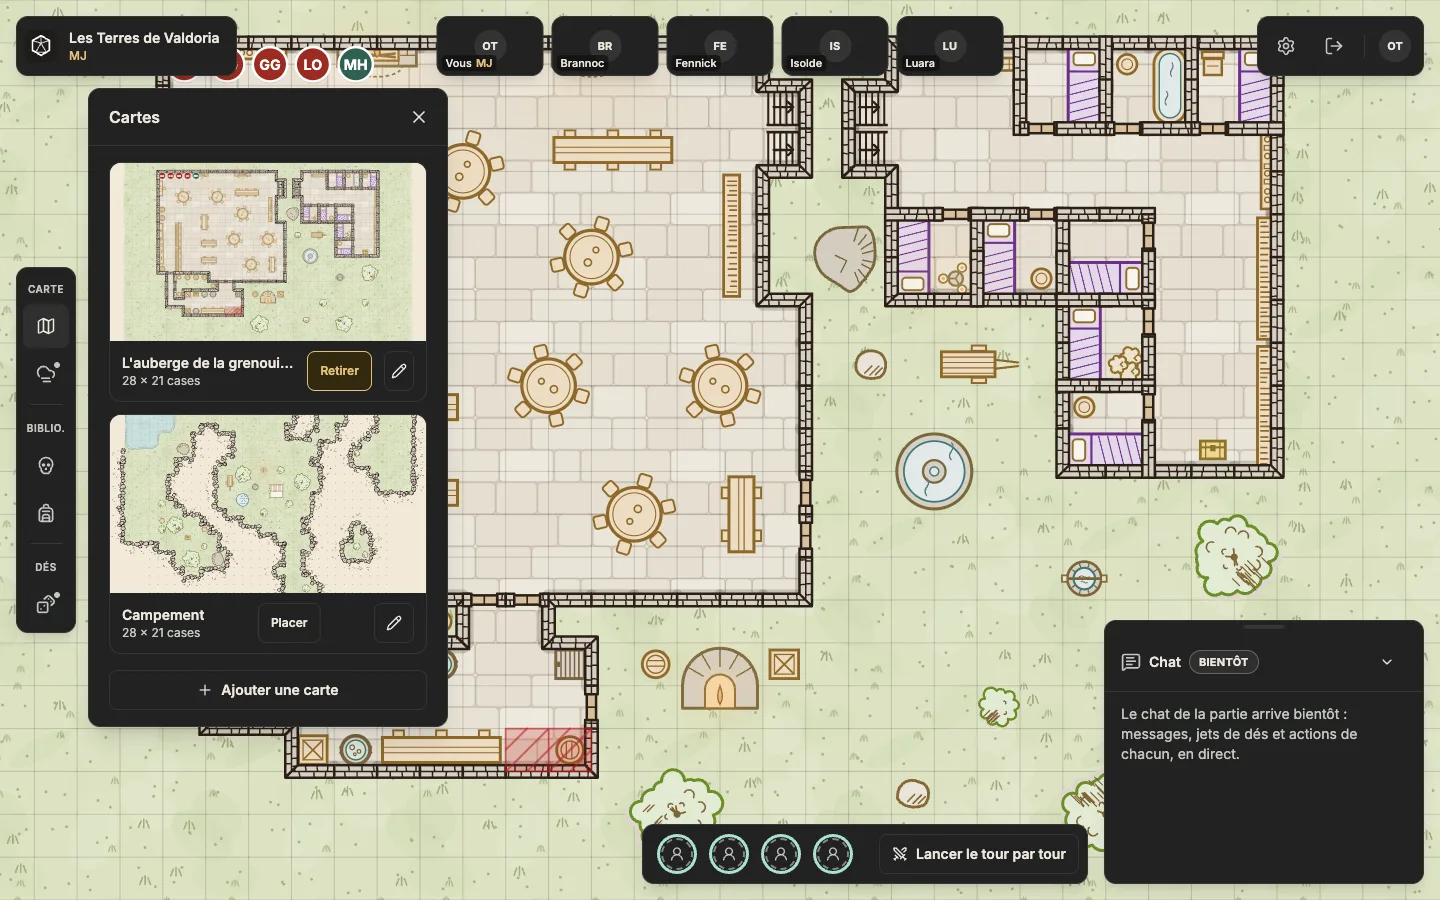 Les Terres de Valdoria
MJ
GG
LO
MH
OT
Vous MJ
BR
Brannoc
FE
Fennick
IS
Isolde
LU
Luara
OT
Cartes
L'auberge de la grenoui...
28 × 21 cases
Retirer
Campement
28 × 21 cases
Placer
Ajouter une carte
CARTE
BIBLIO.
DÉS
Chat
BIENTÔT
Le chat de la partie arrive bientôt :
messages, jets de dés et actions de
chacun, en direct.
Lancer le tour par tour